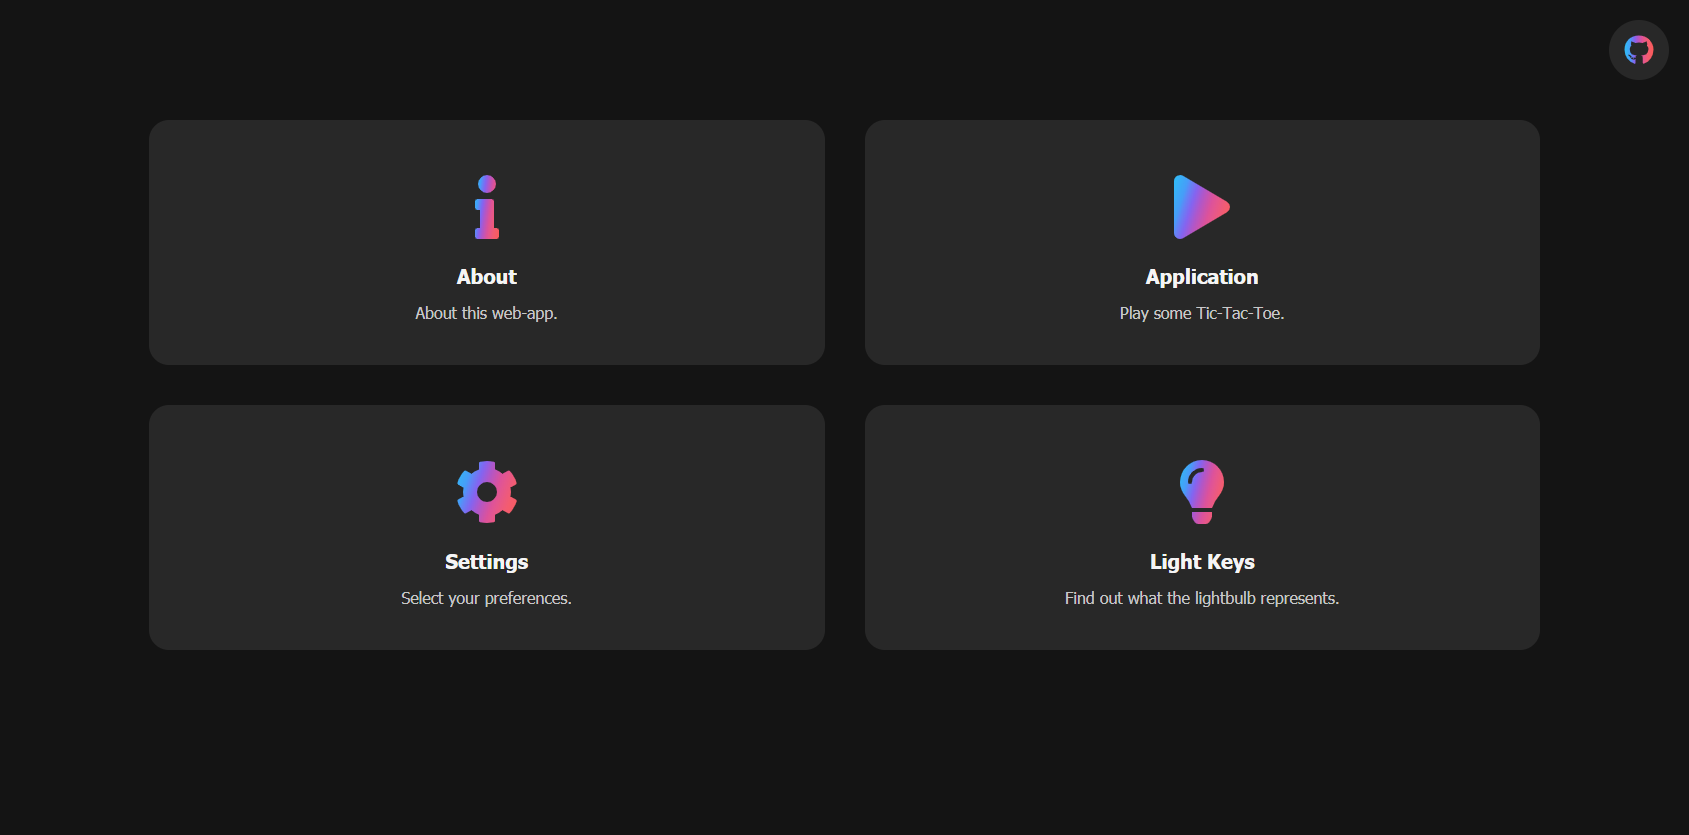 About
About this web-app.
Application
Play some Tic-Tac-Toe.
Settings
Select your preferences.
Light Keys
Find out what the lightbulb represents.